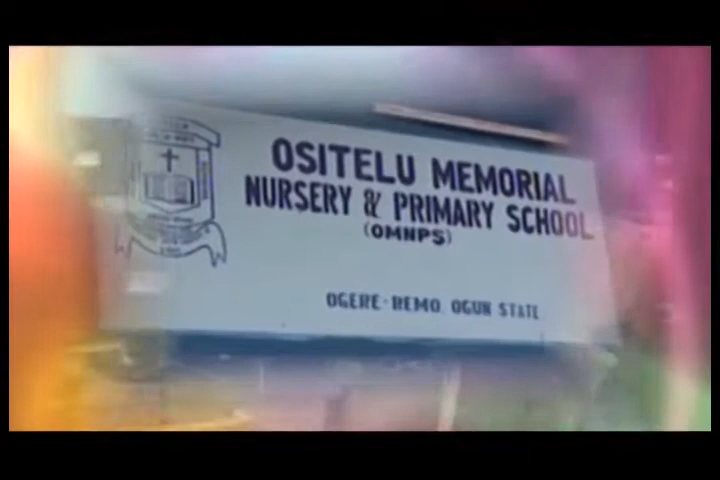 OSITELU MEMORIAL
NURSERY & PRIMARY SCHOOL
(OMNPS)
OGERE-REMO, OGUN STATE